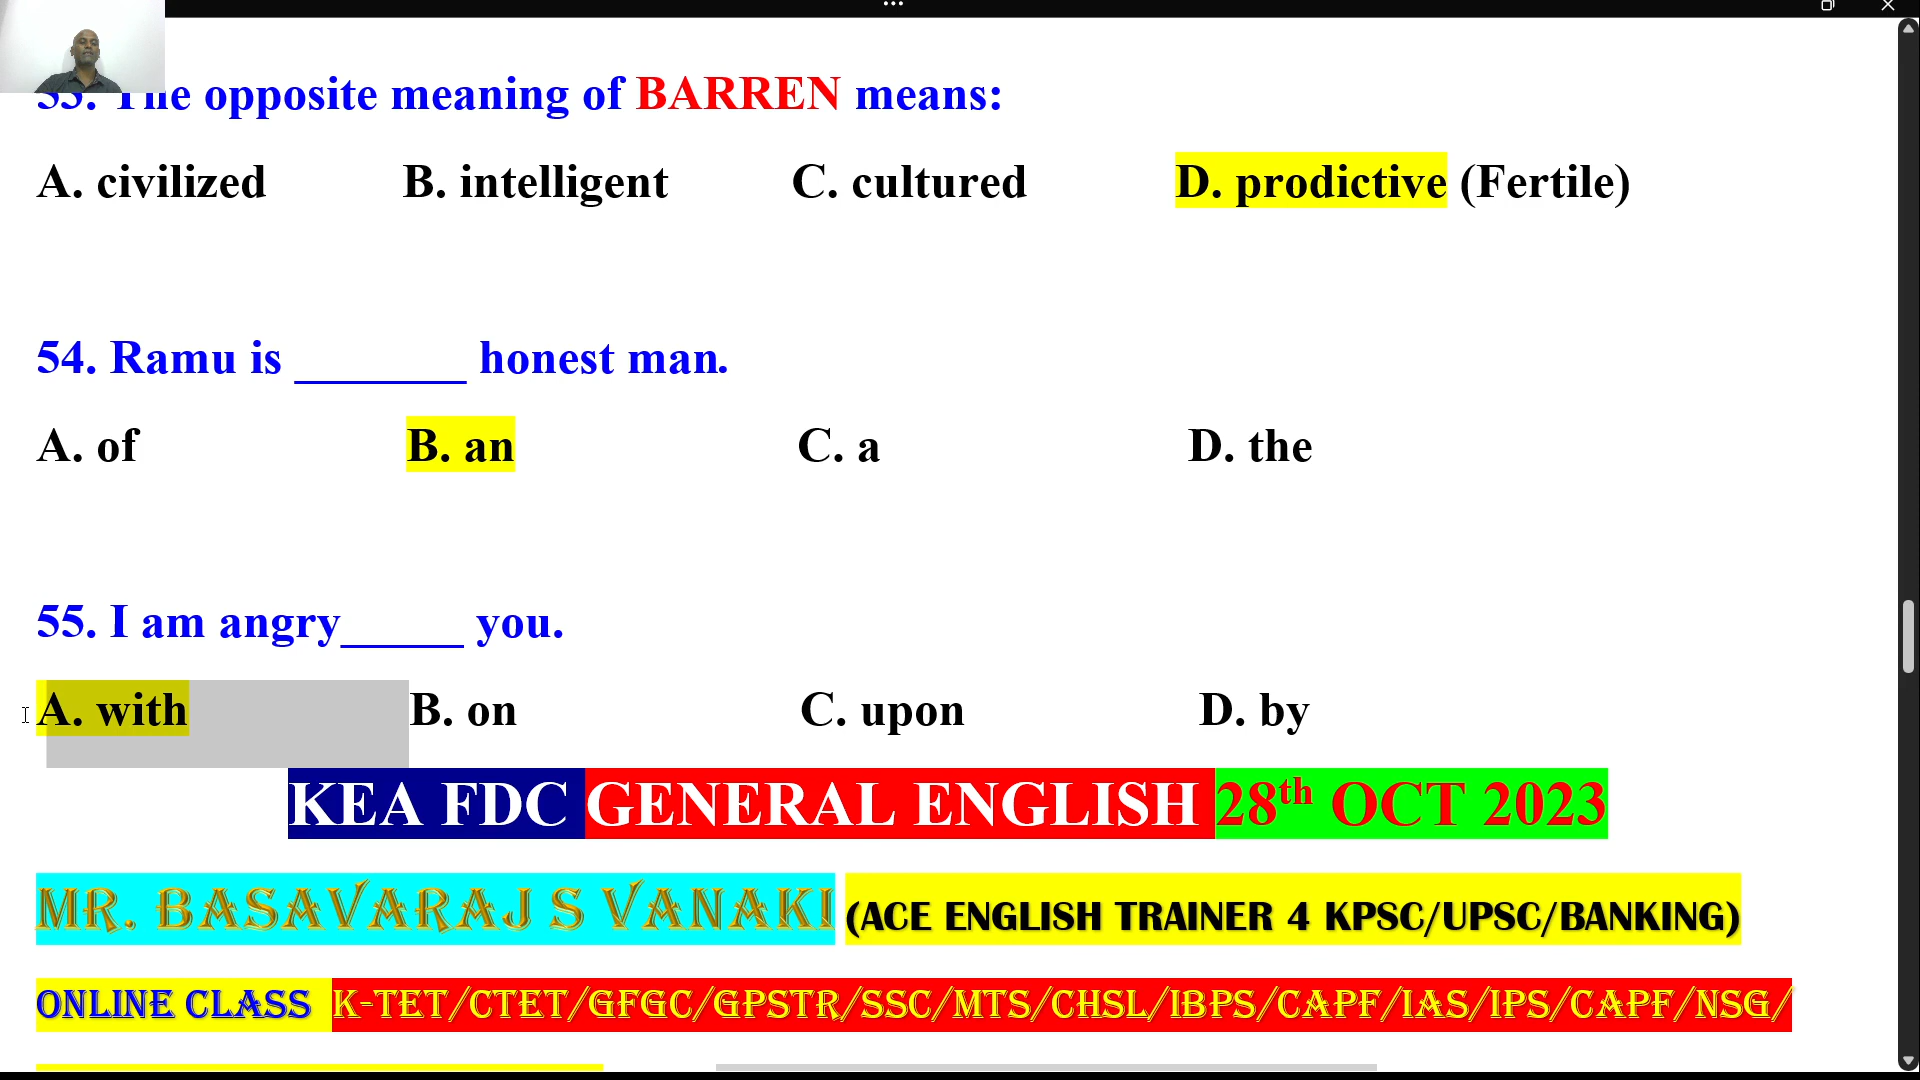 53. The opposite meaning of BARREN means:
A. civilized B. intelligent C. cultured D. prodictive (Fertile)
54. Ramu is _______ honest man.
A. of B. an C. a D. the
55. I am angry_____ you.
A. with B. on C. upon D. by
KEA FDC GENERAL ENGLISH 28th OCT 2023
MR. BASAVARAJ S VANAKI (ACE ENGLISH TRAINER 4 KPSC/UPSC/BANKING)
ONLINE CLASS K-TET/CTET/GFGC/GPSTR/SSC/MTS/CHSL/IBPS/CAPF/IAS/IPS/CAPF/NSG/